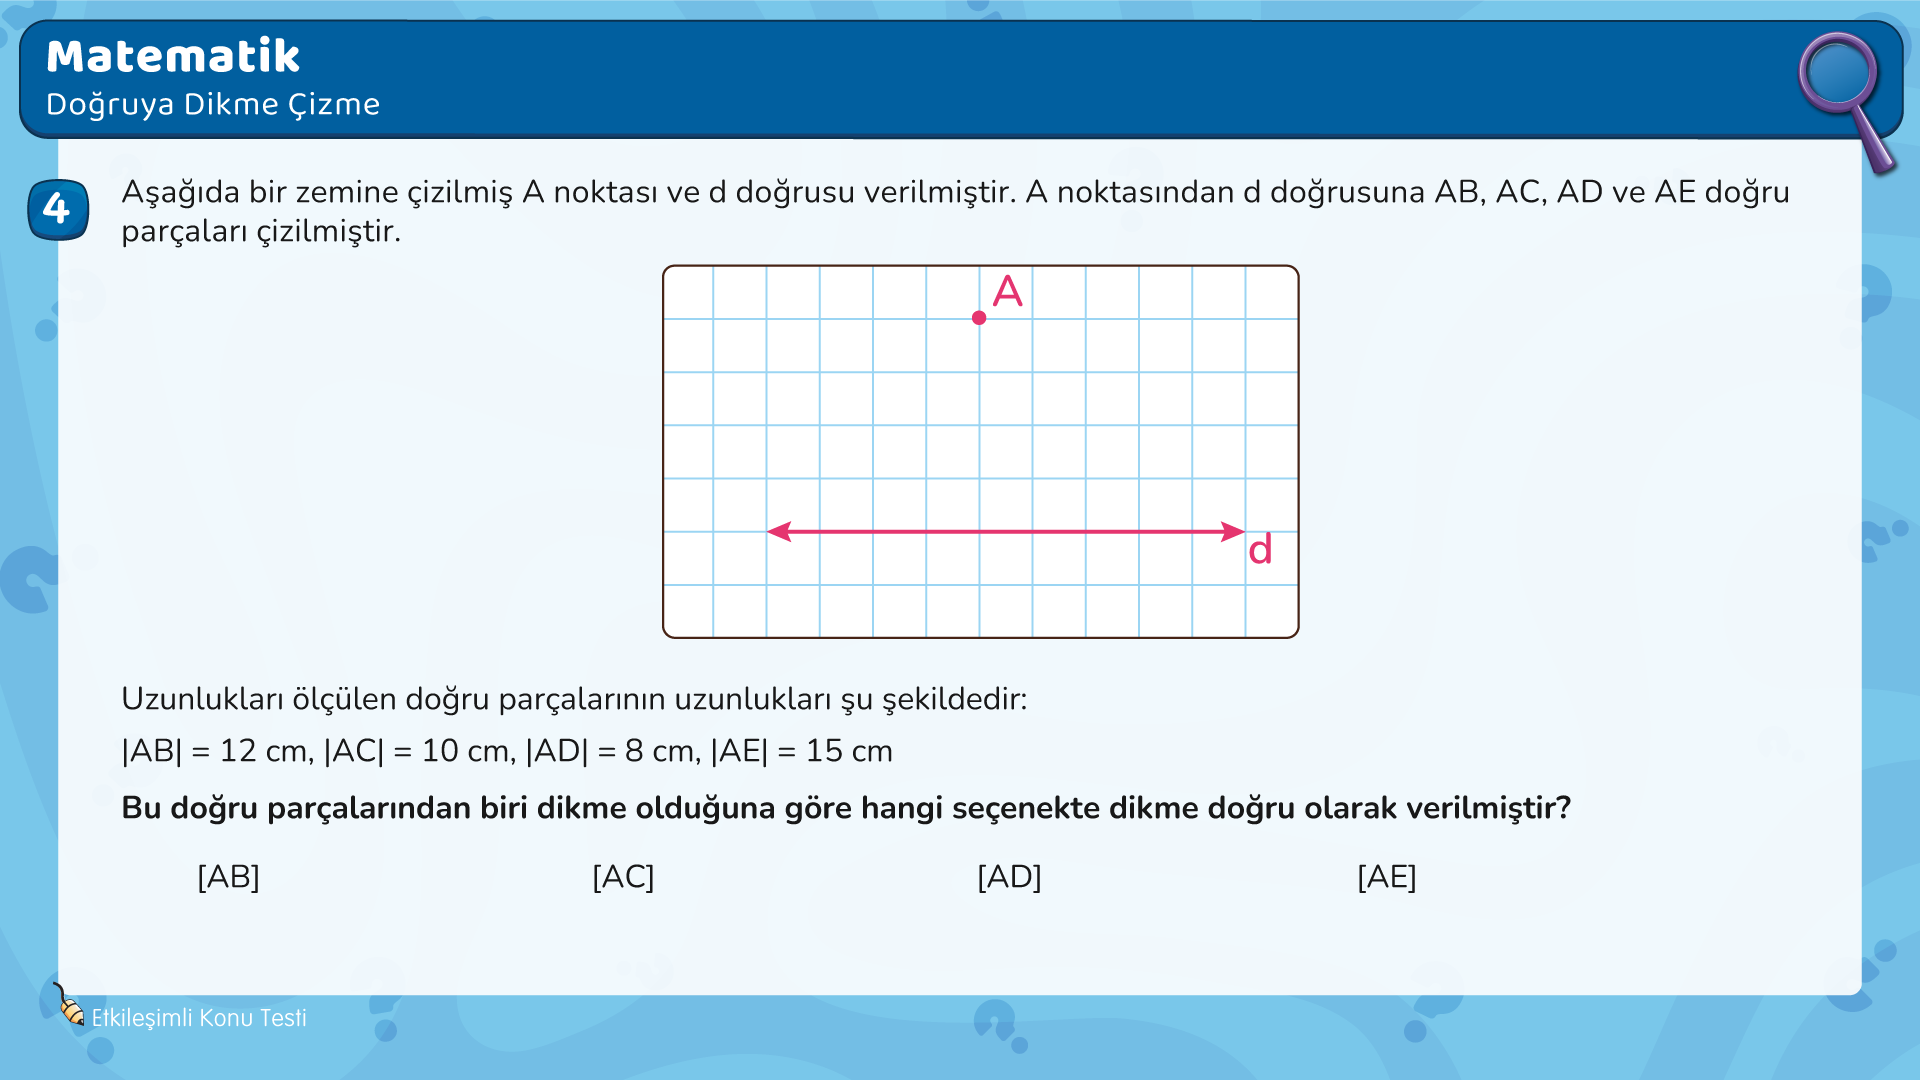 Matematik
Doğruya Dikme Çizme
4
Aşağıda bir zemine çizilmiş A noktası ve d doğrusu verilmiştir. A noktasından d doğrusuna AB, AC, AD ve AE doğru
parçaları çizilmiştir.
A
d
Uzunlukları ölçülen doğru parçalarının uzunlukları şu şekildedir:
|AB| = 12 cm, |AC| = 10 cm, |AD| = 8 cm, |AE| = 15 cm
Bu doğru parçalarından biri dikme olduğuna göre hangi seçenekte dikme doğru olarak verilmiştir?
[AB] [AC] [AD] [AE]
Etkileşimli Konu Testi